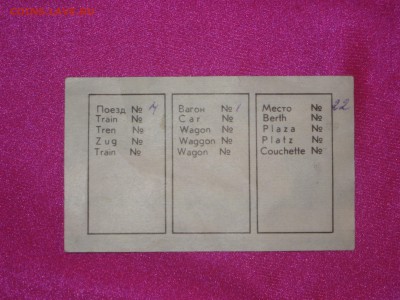 Поезд № 4
Train №
Tren №
Zug №
Train №
Вагон № 1
Car №
Wagon №
Waggon №
Wagon №
Место № 22
Berth №
Plaza №
Platz №
Couchette №